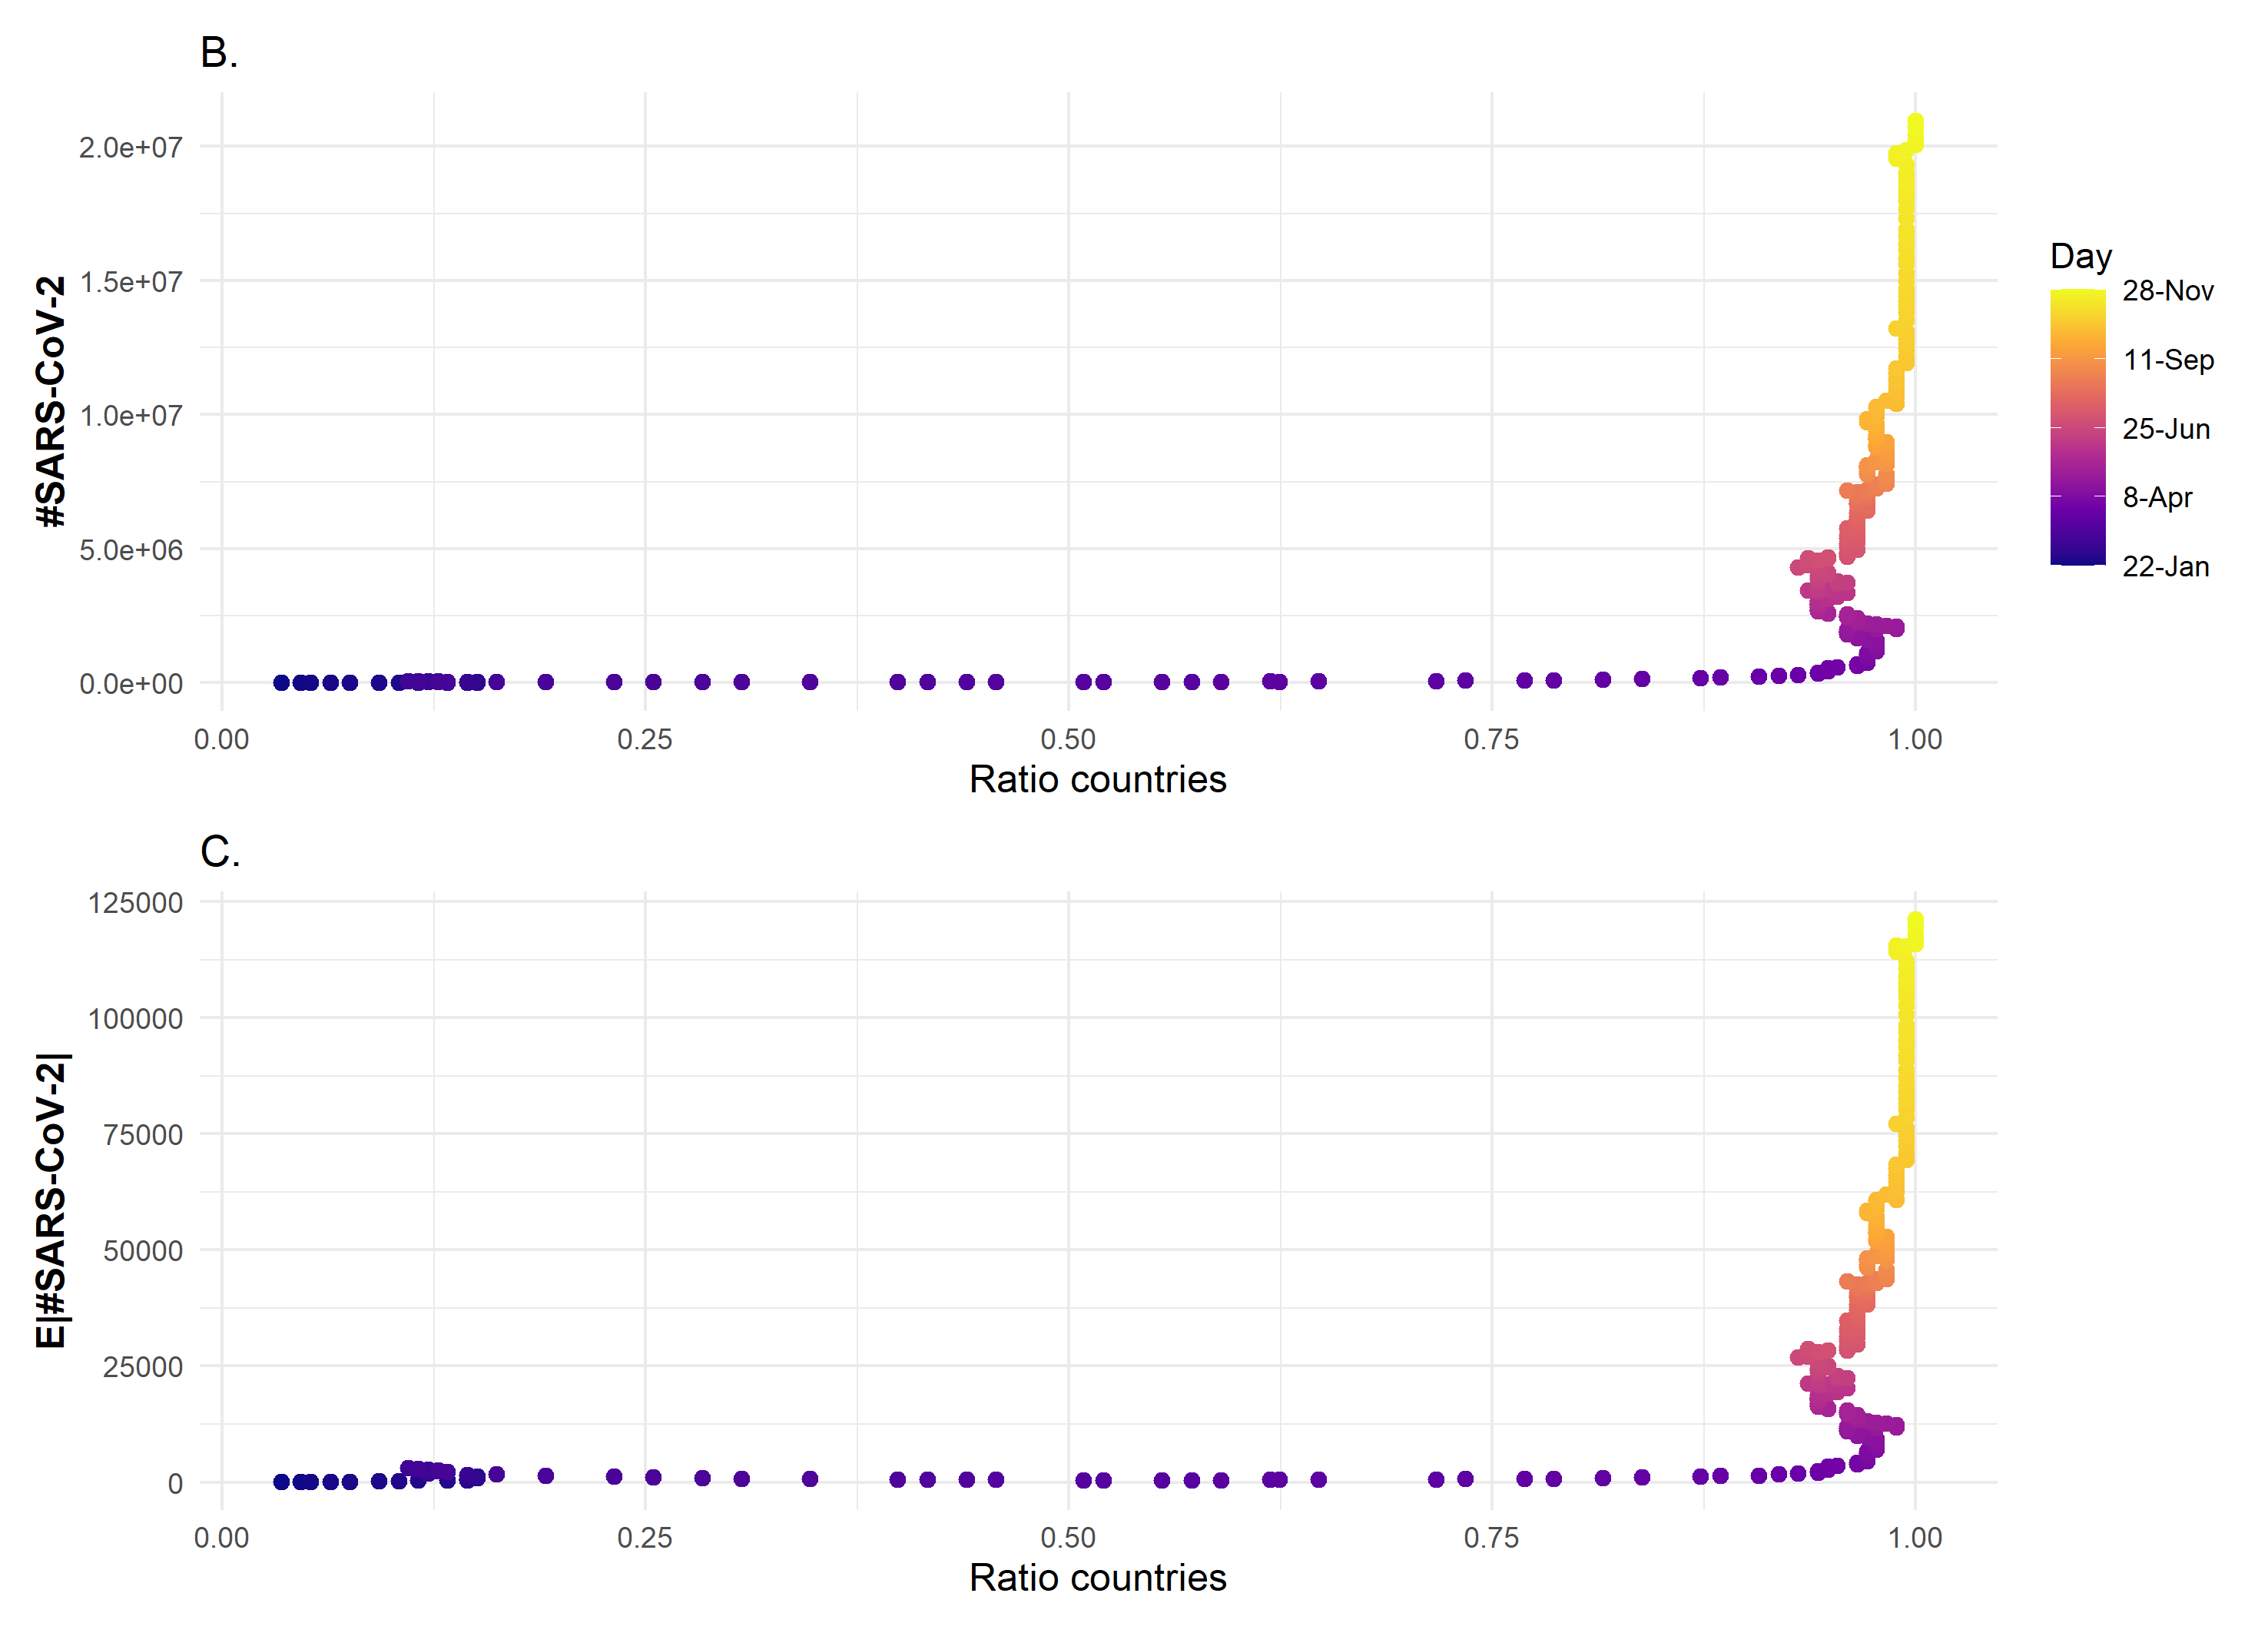 B.
#SARS-CoV-2
2.0e+07
1.5e+07
1.0e+07
5.0e+06
0.0e+00
0.00 0.25 0.50 0.75 1.00
Ratio countries
Day
28-Nov
11-Sep
25-Jun
8-Apr
22-Jan
C.
E|#SARS-CoV-2|
125000
100000
75000
50000
25000
0
0.00 0.25 0.50 0.75 1.00
Ratio countries